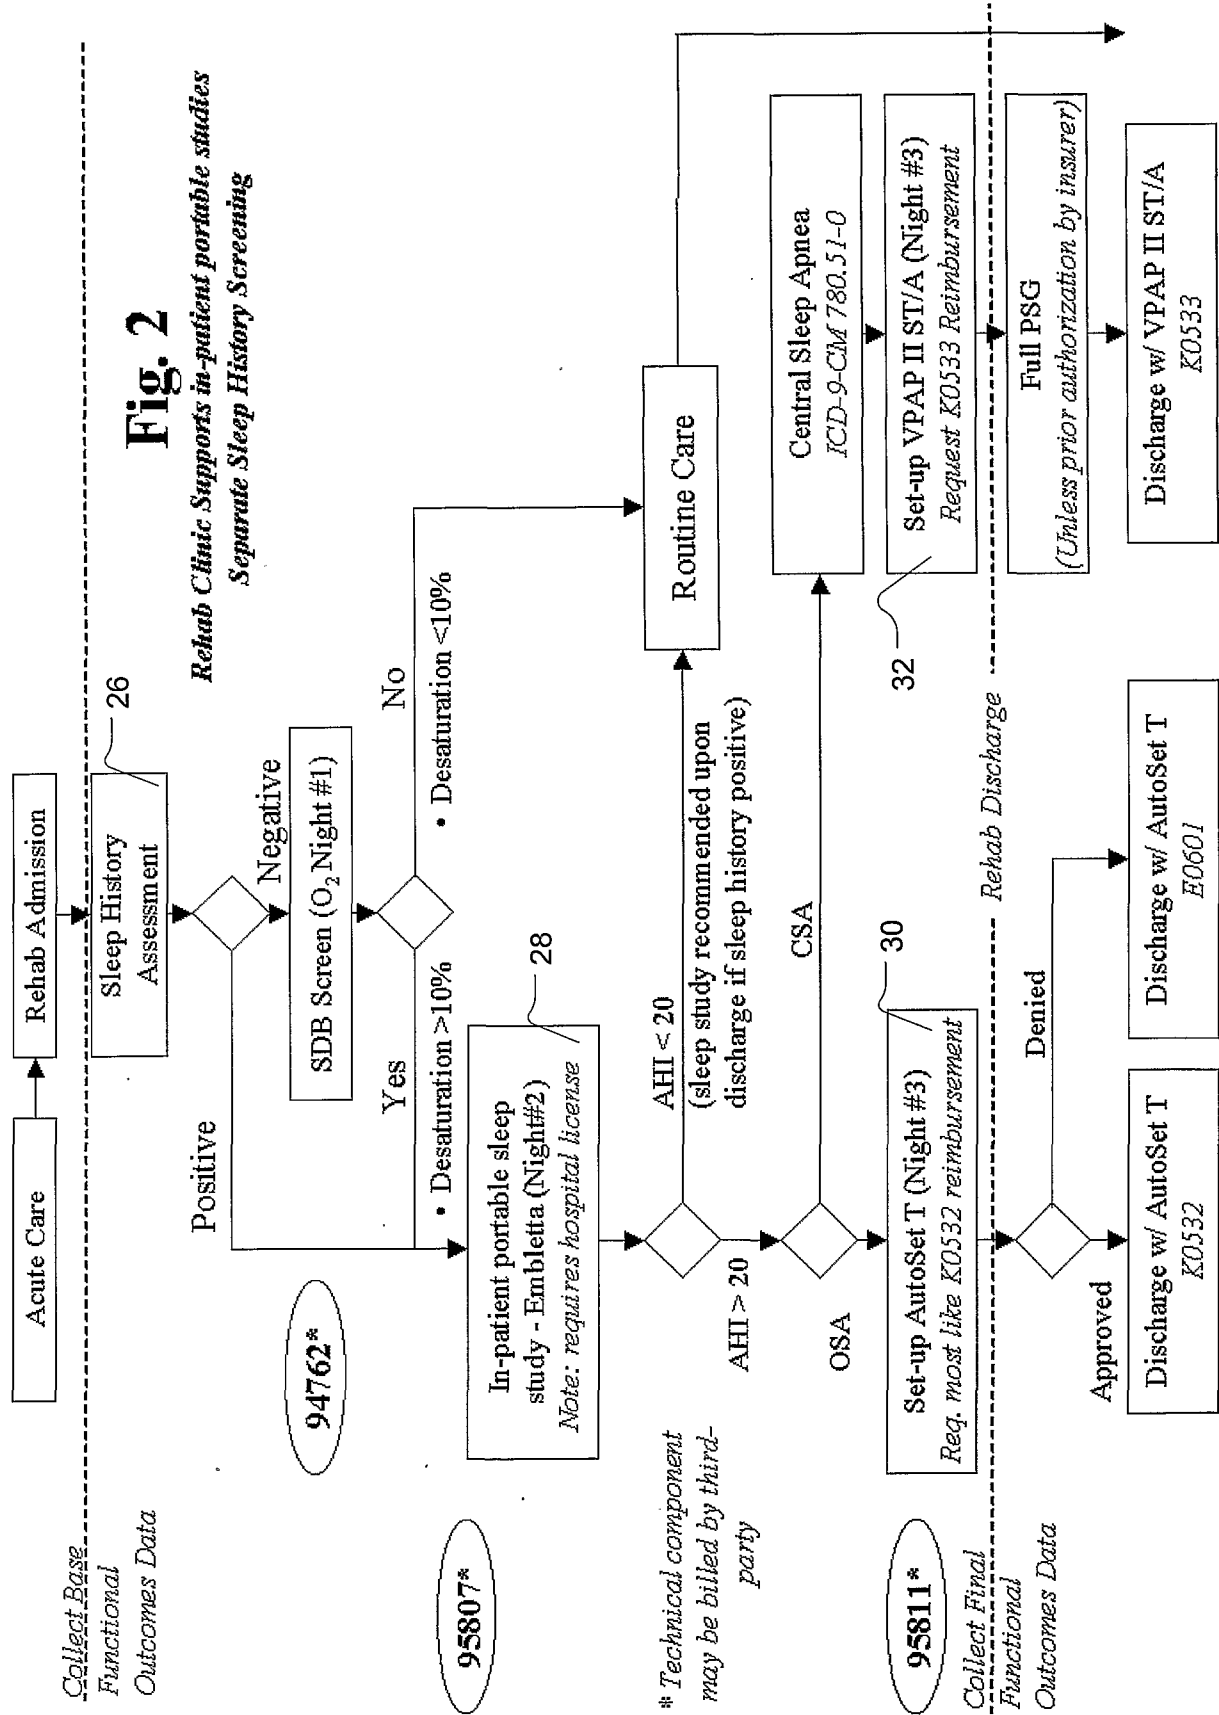 Fig. 2
Rehab Clinic Supports in-patient portable studies
Separate Sleep History Screening
Acute Care
Rehab Admission
Collect Base
Functional
Outcomes Data
Sleep History
Assessment
26
Positive
Negative
94762*
SDB Screen (O2 Night #1)
Yes
No
• Desaturation >10%
• Desaturation <10%
95807*
In-patient portable sleep
study - Embletta (Night#2)
Note: requires hospital license
28
AHI < 20
(sleep study recommended upon
discharge if sleep history positive)
Routine Care
* Technical component
may be billed by third-
party
AHI > 20
CSA
OSA
Central Sleep Apnea
ICD-9-CM 780.51-0
95811*
Set-up AutoSet T (Night #3)
Req. most like K0532 reimbursement
30
Set-up VPAP II ST/A (Night #3)
Request K0533 Reimbursement
32
Collect Final
Functional
Outcomes Data
Rehab Discharge
Full PSG
(Unless prior authorization by insurer)
Approved
Denied
Discharge w/ AutoSet T
K0532
Discharge w/ AutoSet T
E0601
Discharge w/ VPAP II ST/A
K0533